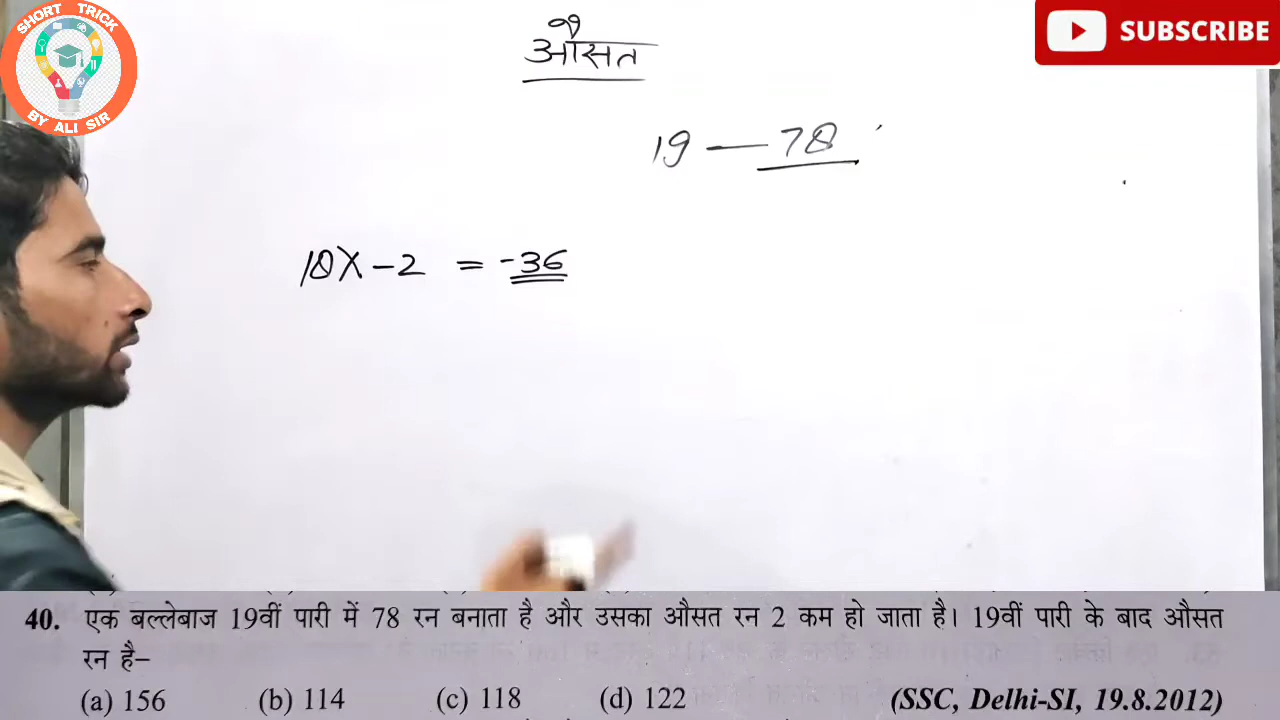 SHORT TRICK
BY ALI SIR
SUBSCRIBE
औसत
19 — 78
18X-2 = -36
40. एक बल्लेबाज 19वीं पारी में 78 रन बनाता है और उसका औसत रन 2 कम हो जाता है। 19वीं पारी के बाद औसत
रन है–
(a) 156 (b) 114 (c) 118 (d) 122 (SSC, Delhi-SI, 19.8.2012)